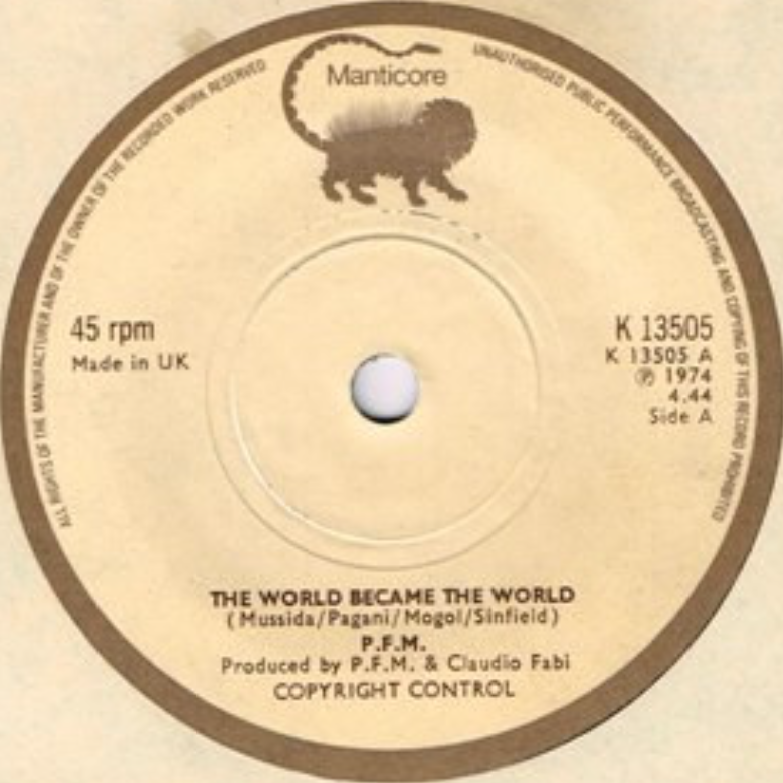 Manticore
ALL RIGHTS OF THE MANUFACTURER AND OF THE OWNER OF THE RECORDED WORK RESERVED
UNAUTHORISED PUBLIC PERFORMANCE BROADCASTING AND COPYING OF THIS RECORD PROHIBITED
45 rpm
Made in UK
K 13505
K 13505 A
℗ 1974
4.44
Side A
THE WORLD BECAME THE WORLD
(Mussida/Pagani/Mogol/Sinfield)
P.F.M.
Produced by P.F.M. & Claudio Fabi
COPYRIGHT CONTROL